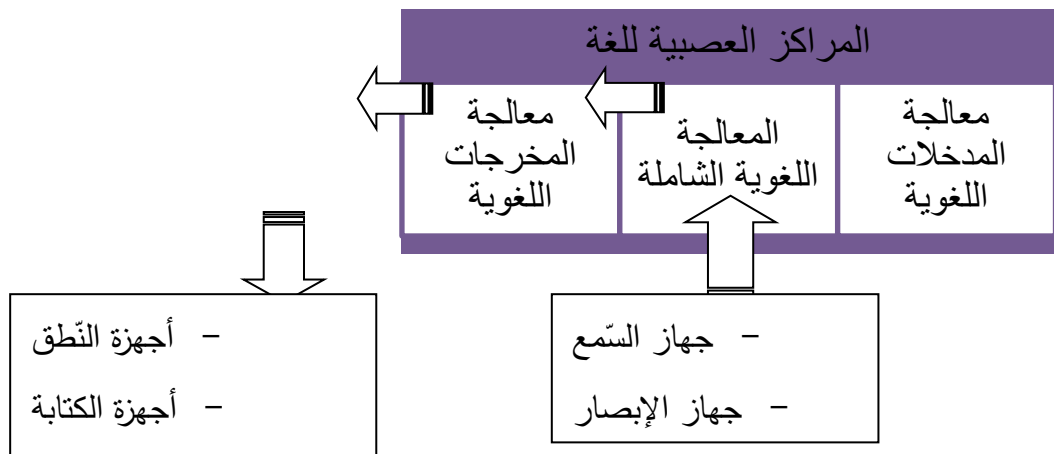 المراكز العصبية للغة
معالجة
المدخلات
اللغوية
المعالجة
اللغوية الشاملة
معالجة
المخرجات
اللغوية
- جهاز السّمع
- جهاز الإبصار
- أجهزة النّطق
- أجهزة الكتابة